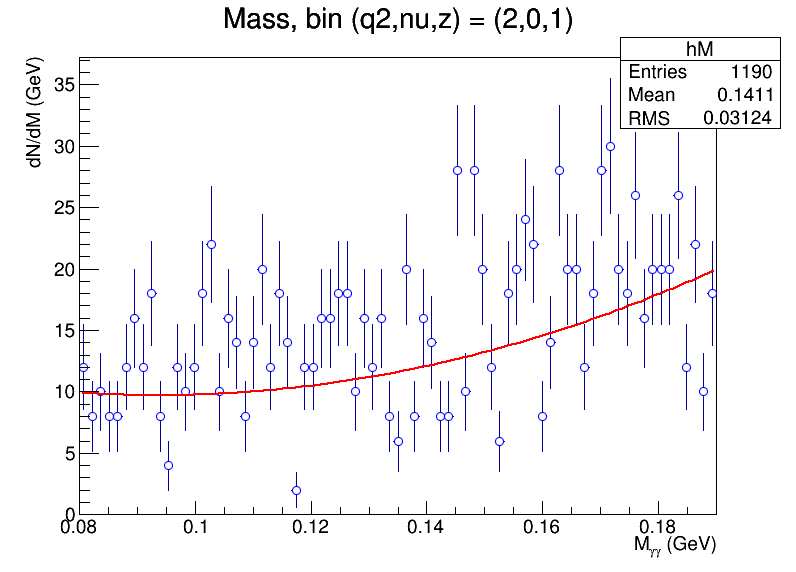 Mass, bin (q2,nu,z) = (2,0,1)
hM
Entries 1190
Mean 0.1411
RMS 0.03124
dN/dM (GeV)
35
30
25
20
15
10
5
0
0.08 0.1 0.12 0.14 0.16 0.18
Mγγ (GeV)